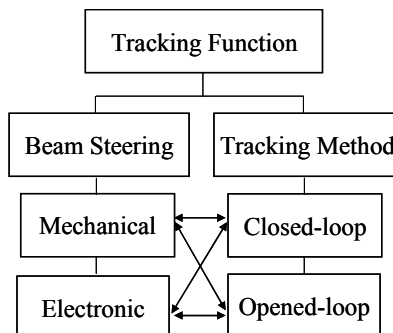 Tracking Function
Beam Steering
Tracking Method
Mechanical
Closed-loop
Electronic
Opened-loop